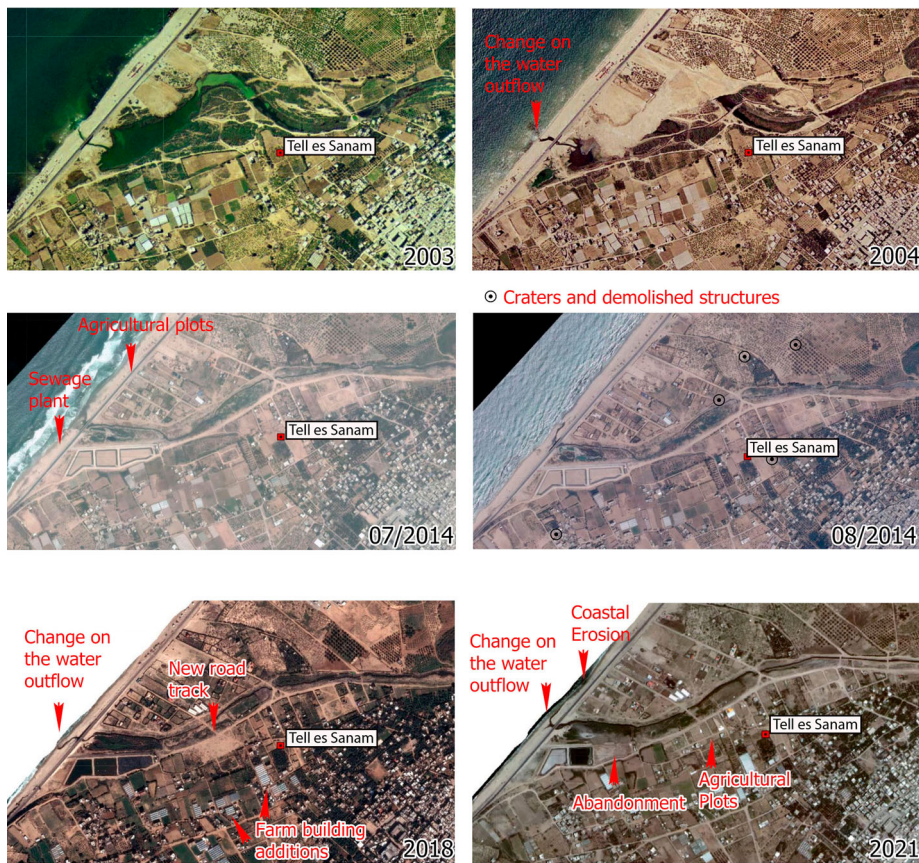 Tell es Sanam
2003
Change on
the water
outflow
Tell es Sanam
2004
Craters and demolished structures
Agricultural plots
Sewage
plant
Tell es Sanam
07/2014
Tell es Sanam
08/2014
Change on
the water
outflow
New road
track
Tell es Sanam
Farm building
additions
2018
Coastal
Erosion
Change on
the water
outflow
Tell es Sanam
Abandonment
Agricultural
Plots
2021